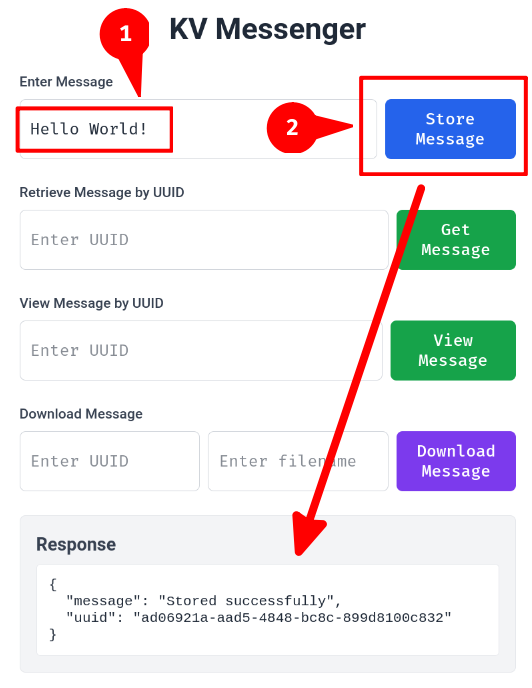 KV Messenger
1
Enter Message
Hello World!
2
Store
Message
Retrieve Message by UUID
Enter UUID
Get
Message
View Message by UUID
Enter UUID
View
Message
Download Message
Enter UUID
Enter filename
Download
Message
Response
{
  "message": "Stored successfully",
  "uuid": "ad06921a-aad5-4848-bc8c-899d8100c832"
}